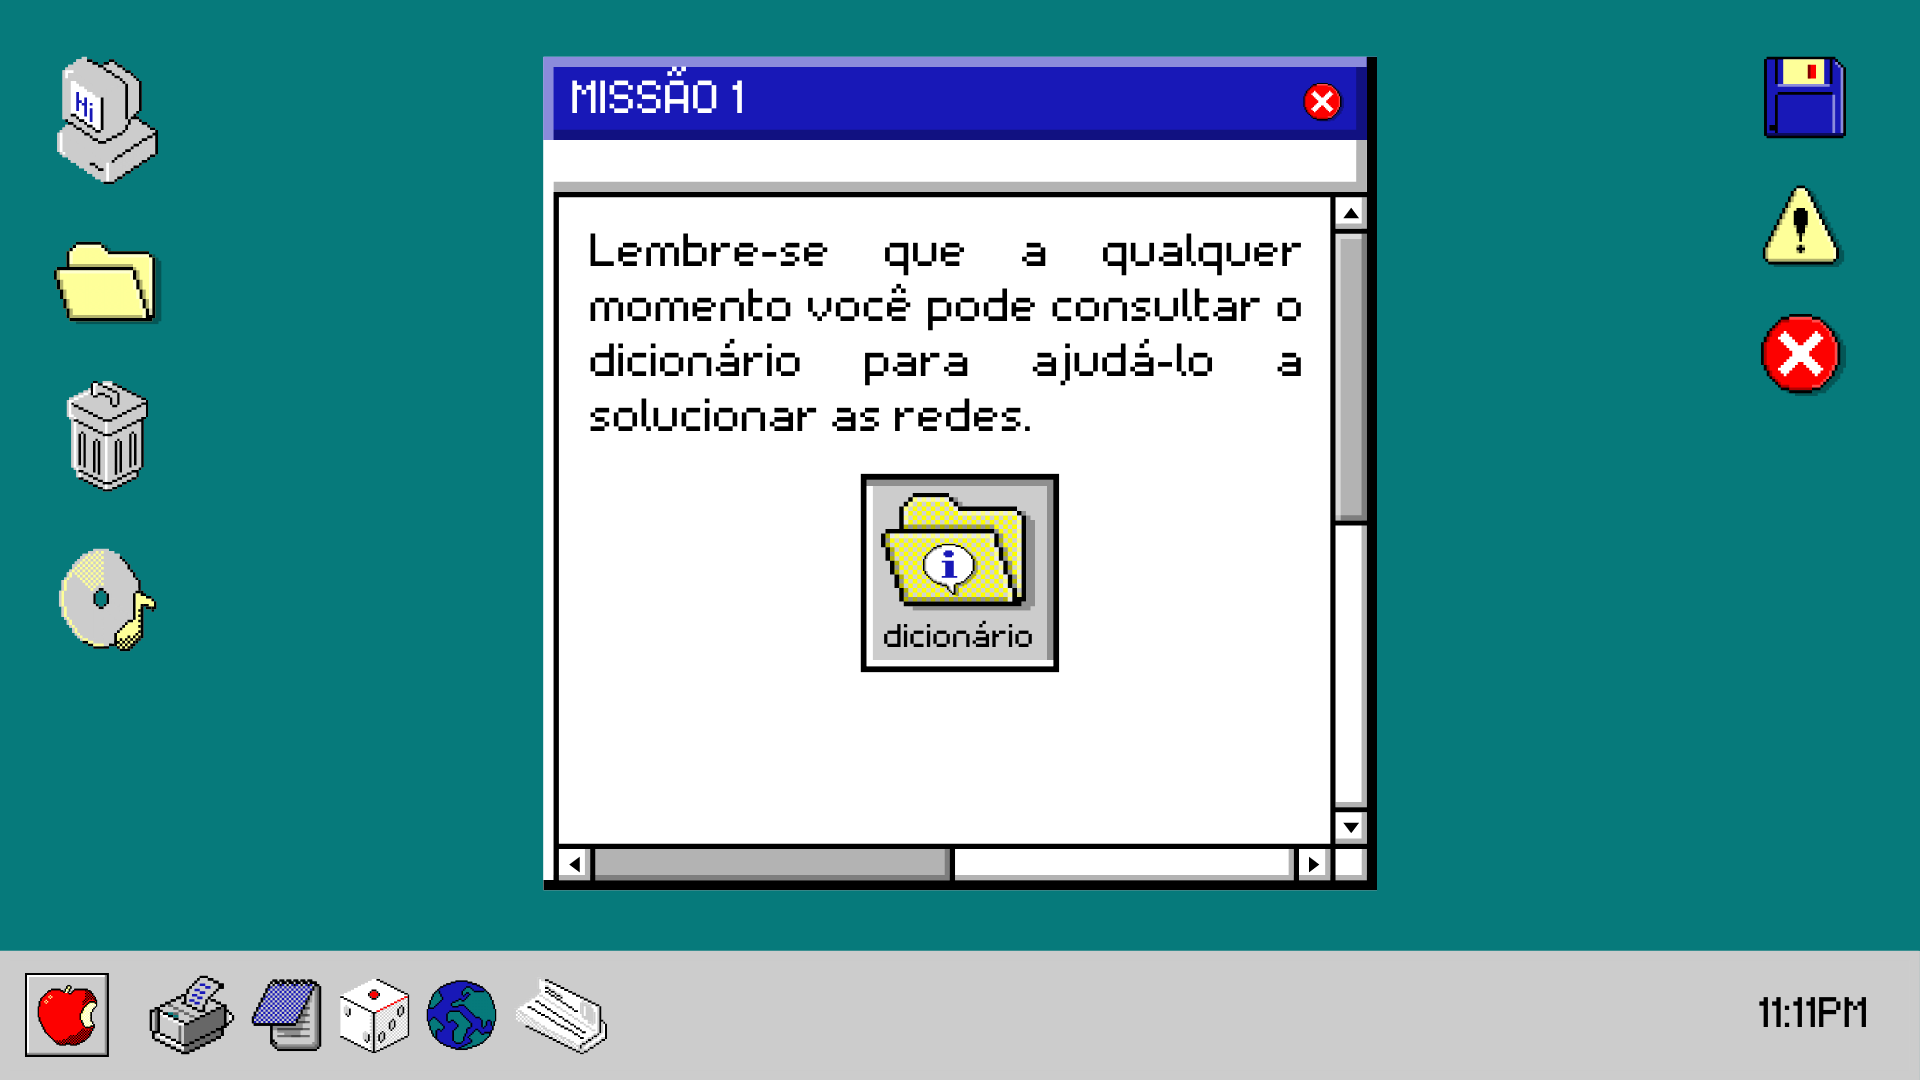 MISSÃO 1
Hi
Lembre-se que a qualquer
momento você pode consultar o
dicionário para ajudá-lo a
solucionar as redes.
i
dicionário
11:11PM